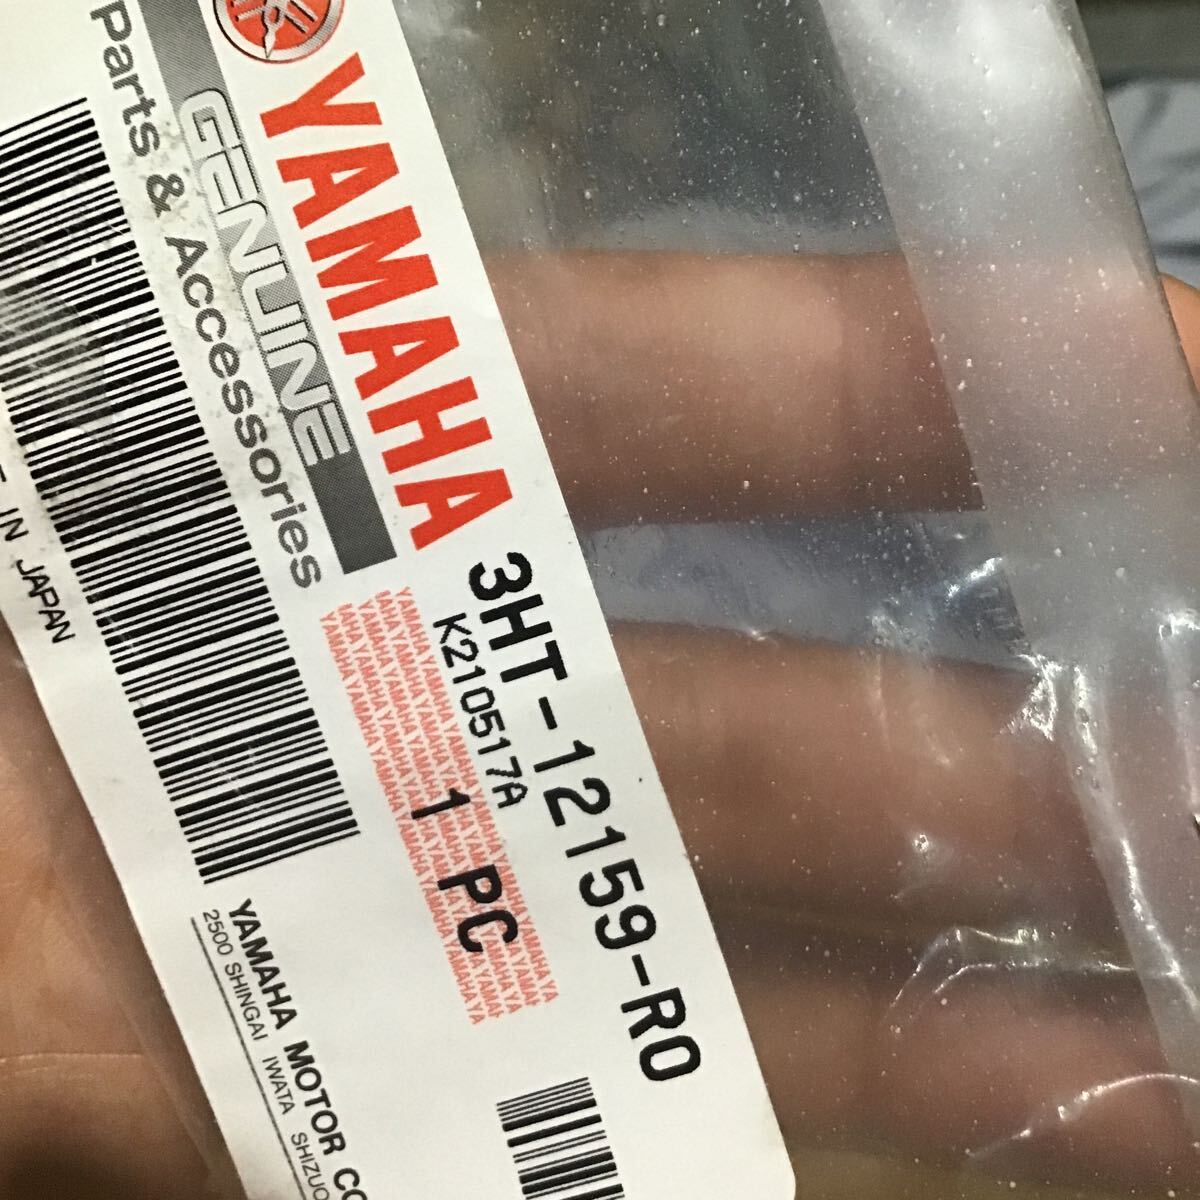 YAMAHA
GENUINE
Parts & Accessories
3HT-12159-R0
K210517A
1 PC
IN JAPAN
YAMAHA MOTOR CO
2500 SHINGAI IWATA SHIZUO